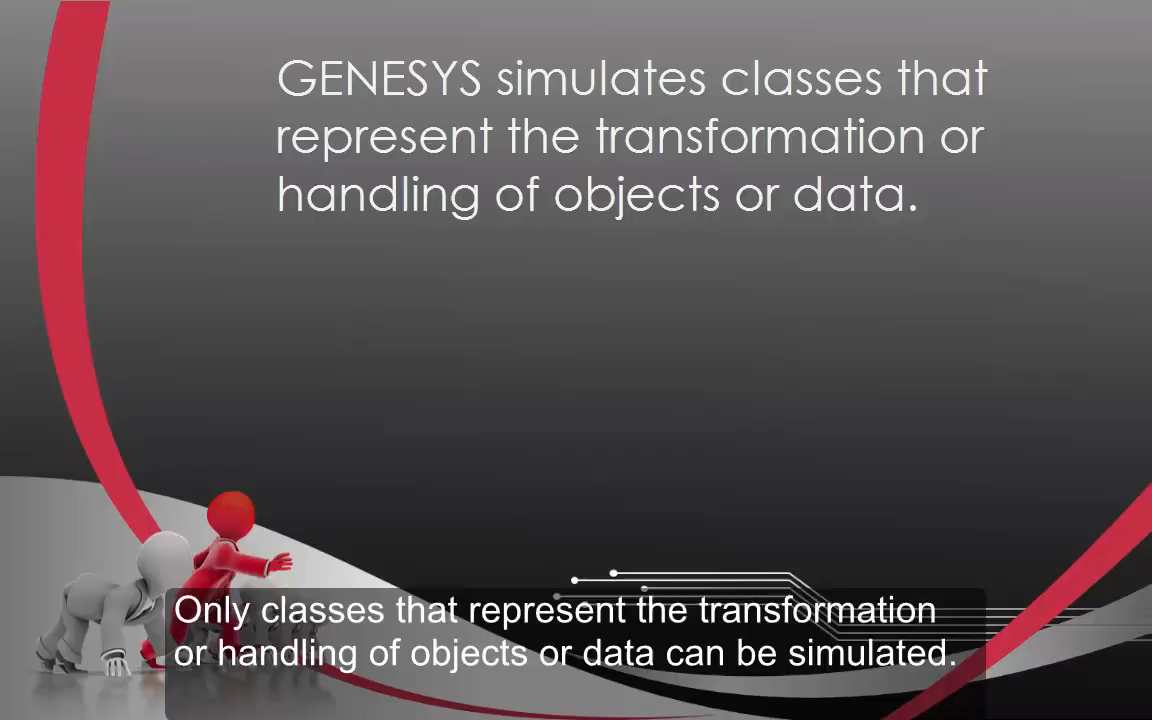 GENESYS simulates classes that
represent the transformation or
handling of objects or data.
Only classes that represent the transformation
or handling of objects or data can be simulated.